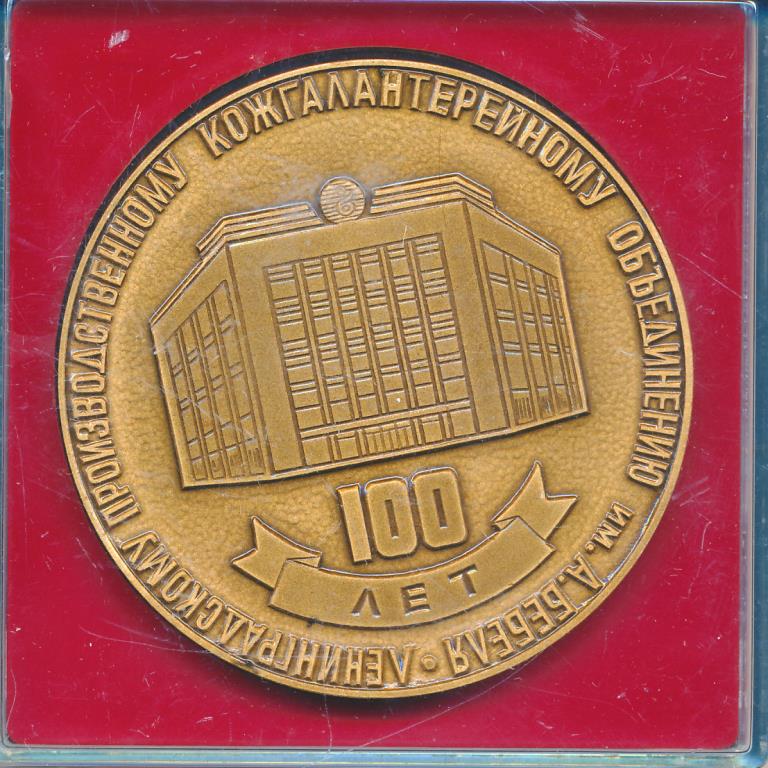 ЛЕНИНГРАДСКОМУ ПРОИЗВОДСТВЕННОМУ КОЖГАЛАНТЕРЕЙНОМУ ОБЪЕДИНЕНИЮ ИМ. А.БЕБЕЛЯ •
100
ЛЕТ